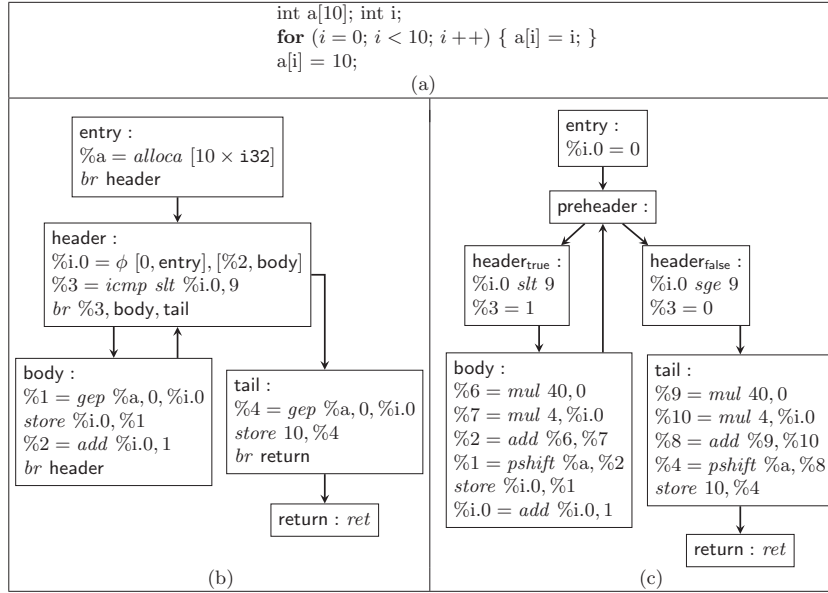 int a[10]; int i;
for (i = 0; i < 10; i ++) { a[i] = i; }
a[i] = 10;
(a)
entry :
%a = alloca [10 × i32]
br header
header :
%i.0 = ϕ [0, entry], [%2, body]
%3 = icmp slt %i.0, 9
br %3, body, tail
body :
%1 = gep %a, 0, %i.0
store %i.0, %1
%2 = add %i.0, 1
br header
tail :
%4 = gep %a, 0, %i.0
store 10, %4
br return
return : ret
(b)
entry :
%i.0 = 0
preheader :
header_true :
%i.0 slt 9
%3 = 1
header_false :
%i.0 sge 9
%3 = 0
body :
%6 = mul 40, 0
%7 = mul 4, %i.0
%2 = add %6, %7
%1 = pshift %a, %2
store %i.0, %1
%i.0 = add %i.0, 1
tail :
%9 = mul 40, 0
%10 = mul 4, %i.0
%8 = add %9, %10
%4 = pshift %a, %8
store 10, %4
return : ret
(c)